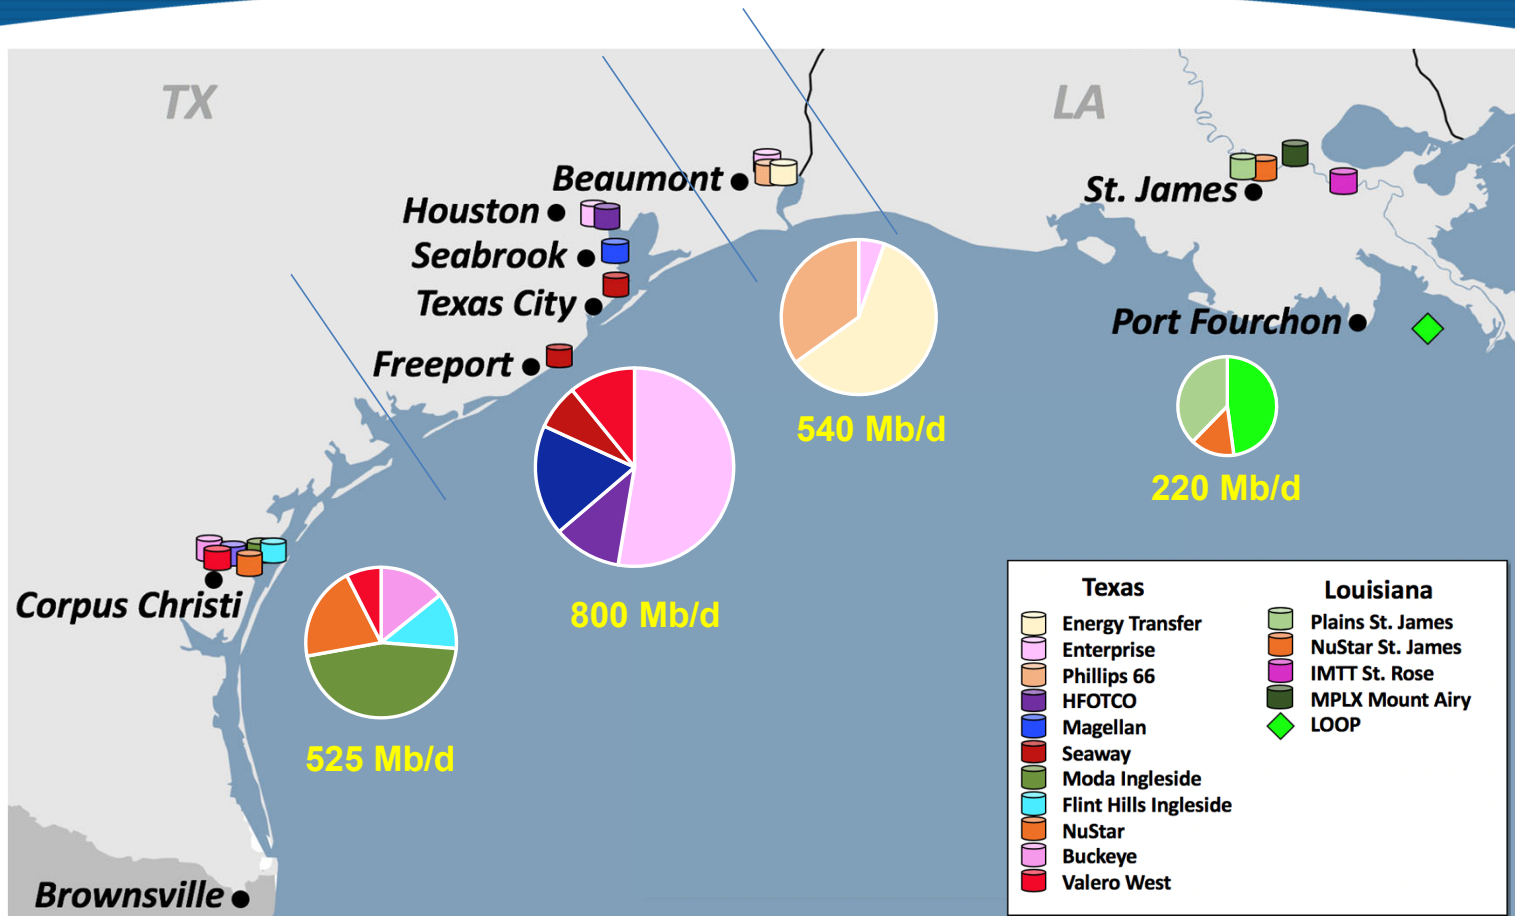 TX
LA
Beaumont
St. James
Houston
Seabrook
Texas City
Port Fourchon
Freeport
540 Mb/d
220 Mb/d
Corpus Christi
800 Mb/d
525 Mb/d
Brownsville
Texas
Energy Transfer
Enterprise
Phillips 66
HFOTCO
Magellan
Seaway
Moda Ingleside
Flint Hills Ingleside
NuStar
Buckeye
Valero West
Louisiana
Plains St. James
NuStar St. James
IMTT St. Rose
MPLX Mount Airy
LOOP